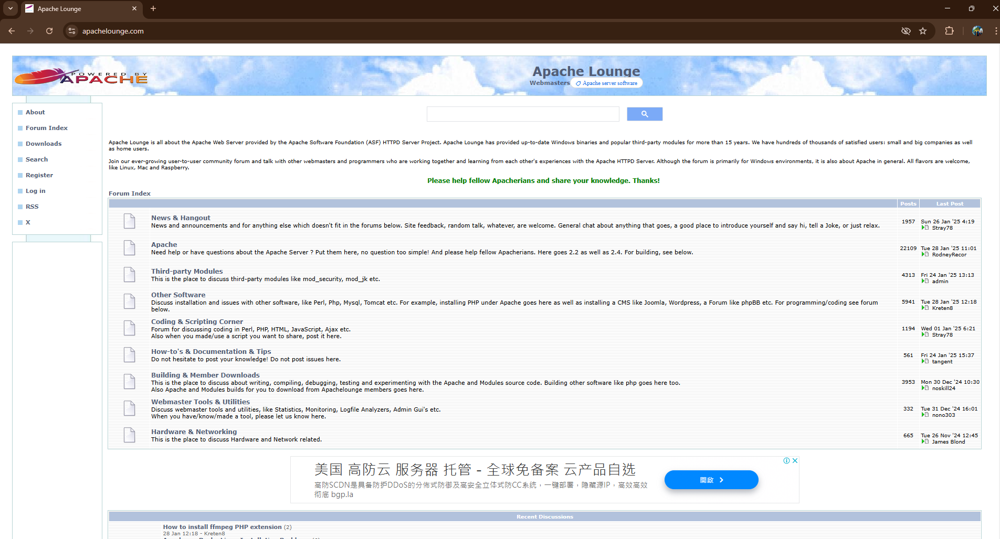 Apache Lounge
apachelounge.com
POWERED BY
APACHE
Apache Lounge
Webmasters
Apache server software
About
Forum Index
Downloads
Search
Register
Log in
RSS
X
Apache Lounge is all about the Apache Web Server provided by the Apache Software Foundation (ASF) HTTPD Server Project. Apache Lounge has provided up-to-date Windows binaries and popular third-party modules for more than 15 years. We have hundreds of thousands of satisfied users: small and big companies as well
as home users.
Join our ever-growing user-to-user community forum and talk with other webmasters and programmers who are working together and learning from each other's experiences with the Apache HTTPD Server. Although the forum is primarily for Windows environments, it is also about Apache in general. All flavors are welcome,
like Linux, Mac and Raspberry.
Please help fellow Apacherians and share your knowledge. Thanks!
Forum Index
Posts Last Post
News & Hangout
News and announcements and for anything else which doesn't fit in the forums below. Site feedback, random talk, whatever, are welcome. General chat about anything that goes, a good place to introduce yourself and say hi, tell a Joke, or just relax.
1957
Sun 26 Jan '25 4:19
Stray78
Apache
Need help or have questions about the Apache Server ? Put them here, no question too simple! And please help fellow Apacherians. Here goes 2.2 as well as 2.4. For building, see below.
22109
Tue 28 Jan '25 11:01
RodneyRecor
Third-party Modules
This is the place to discuss third-party modules like mod_security, mod_jk etc.
4313
Fri 24 Jan '25 13:13
admin
Other Software
Discuss installation and issues with other software, like Perl, Php, Mysql, Tomcat etc. For example, installing PHP under Apache goes here as well as installing a CMS like Joomla, Wordpress, a Forum like phpBB etc. For programming/coding see forum
below.
5941
Tue 28 Jan '25 12:18
Kreten8
Coding & Scripting Corner
Forum for discussing coding in Perl, PHP, HTML, JavaScript, Ajax etc.
Also when you made/use a script you want to share, post it here.
1194
Wed 01 Jan '25 6:21
Stray78
How-to's & Documentation & Tips
Do not hesitate to post your knowledge! Do not post issues here.
561
Fri 24 Jan '25 15:37
tangent
Building & Member Downloads
This is the place to discuss about writing, compiling, debugging, testing and experimenting with the Apache and Modules source code. Building other software like php goes here too.
Also Apache and Modules builds for you to download from Apachelounge members goes here.
3953
Mon 30 Dec '24 10:30
noskill24
Webmaster Tools & Utilities
Discuss webmaster tools and utilities, like Statistics, Monitoring, Logfile Analyzers, Admin Gui's etc.
When you have/know/made a tool, please let us know here.
332
Tue 31 Dec '24 16:01
nono303
Hardware & Networking
This is the place to discuss Hardware and Network related.
665
Tue 26 Nov '24 12:45
James Blond
美国 高防云 服务器 托管 - 全球免备案 云产品自选
高防SCDN是具备防护DDoS的分佈式防御及高安全立体式防CC系统，一键部署，隐藏源IP，高效高效
彻底 bgp.la
開啟
Recent Discussions
How to install ffmpeg PHP extension (2)
28 Jan 12:18 - Kreten8